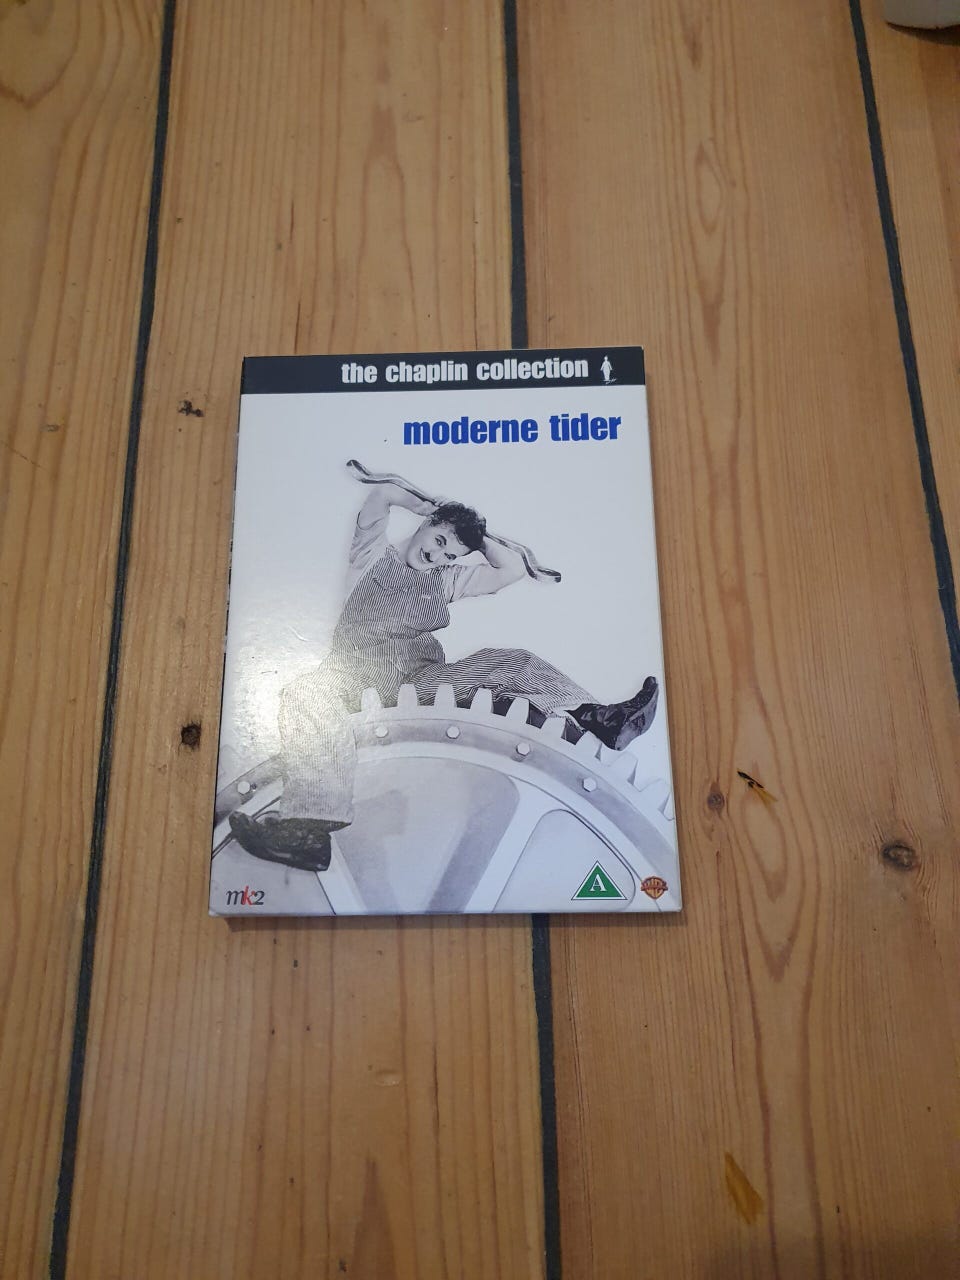 the chaplin collection
moderne tider
mk2
A